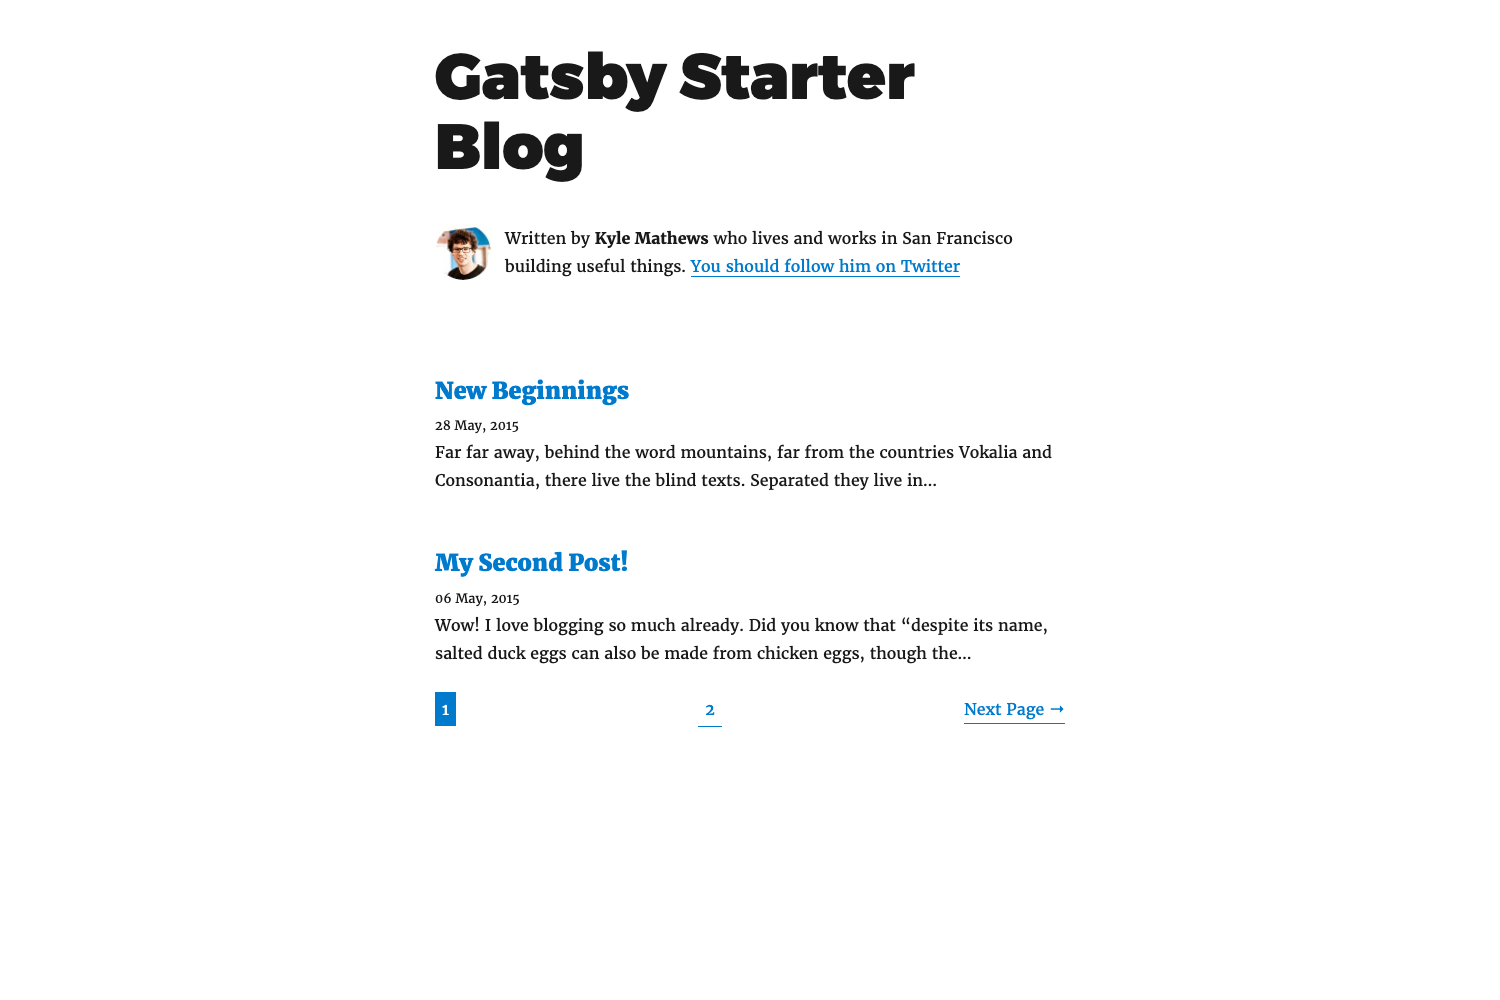 Gatsby Starter
Blog
Written by Kyle Mathews who lives and works in San Francisco
building useful things. You should follow him on Twitter
New Beginnings
28 May, 2015
Far far away, behind the word mountains, far from the countries Vokalia and
Consonantia, there live the blind texts. Separated they live in…
My Second Post!
06 May, 2015
Wow! I love blogging so much already. Did you know that “despite its name,
salted duck eggs can also be made from chicken eggs, though the…
1 2 Next Page →